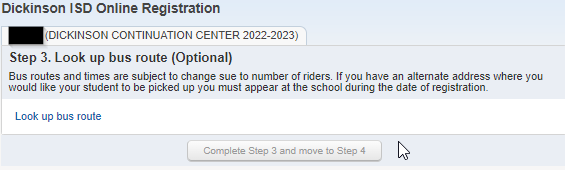 Dickinson ISD Online Registration
(DICKINSON CONTINUATION CENTER 2022-2023)
Step 3. Look up bus route (Optional)
Bus routes and times are subject to change sue to number of riders. If you have an alternate address where you
would like your student to be picked up you must appear at the school during the date of registration.
Look up bus route
Complete Step 3 and move to Step 4